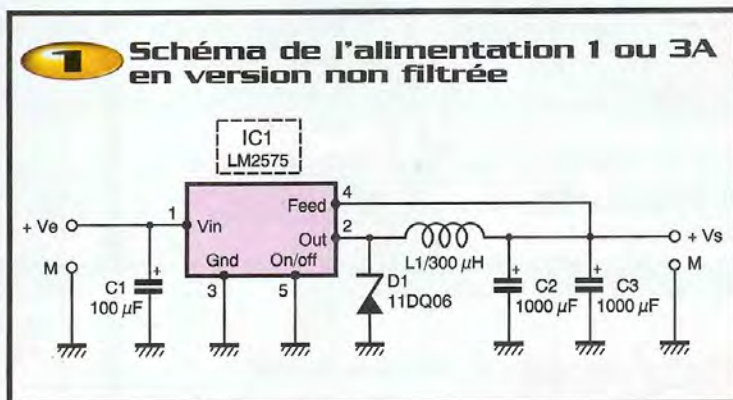 1
Schéma de l'alimentation 1 ou 3A
en version non filtrée
IC1
LM2575
4
Feed
2
1
+ Ve
Vin
Out
+ Vs
M
Gnd
On/off
L1/300 µH
M
+
C1
100 µF
3
5
D1
11DQ06
+
C2
1000 µF
+
C3
1000 µF